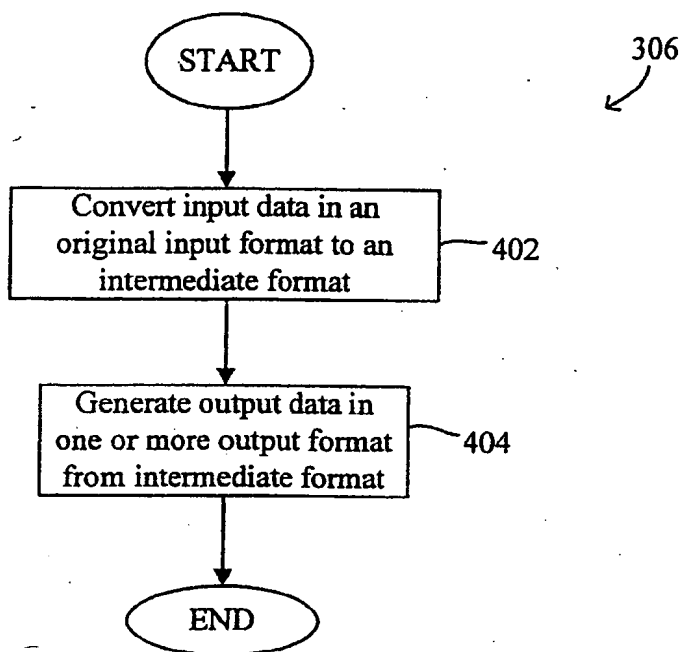 START
306
Convert input data in an
original input format to an
intermediate format
402
Generate output data in
one or more output format
from intermediate format
404
END